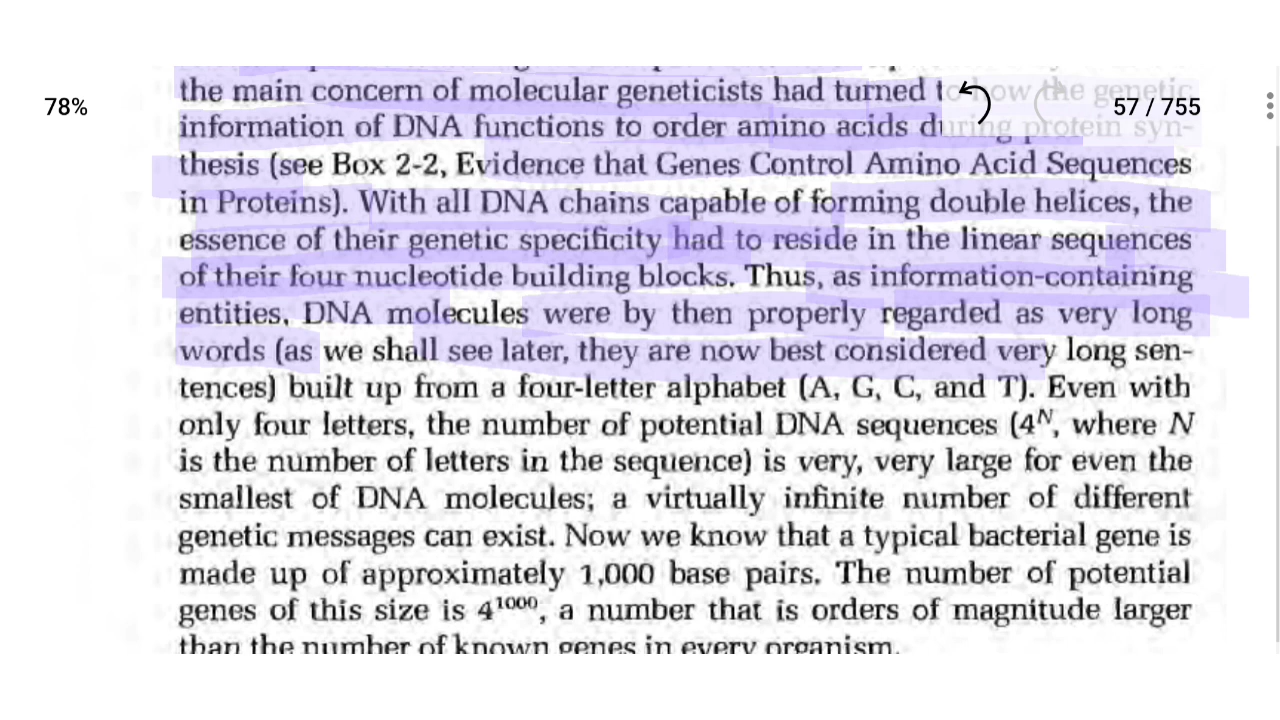 the main concern of molecular geneticists had turned to how the genetic
78%
57 / 755
information of DNA functions to order amino acids during protein syn-
thesis (see Box 2-2, Evidence that Genes Control Amino Acid Sequences
in Proteins). With all DNA chains capable of forming double helices, the
essence of their genetic specificity had to reside in the linear sequences
of their four nucleotide building blocks. Thus, as information-containing
entities, DNA molecules were by then properly regarded as very long
words (as we shall see later, they are now best considered very long sen-
tences) built up from a four-letter alphabet (A, G, C, and T). Even with
only four letters, the number of potential DNA sequences (4ᴺ, where N
is the number of letters in the sequence) is very, very large for even the
smallest of DNA molecules; a virtually infinite number of different
genetic messages can exist. Now we know that a typical bacterial gene is
made up of approximately 1,000 base pairs. The number of potential
genes of this size is 4¹⁰⁰⁰, a number that is orders of magnitude larger
than the number of known genes in every organism.